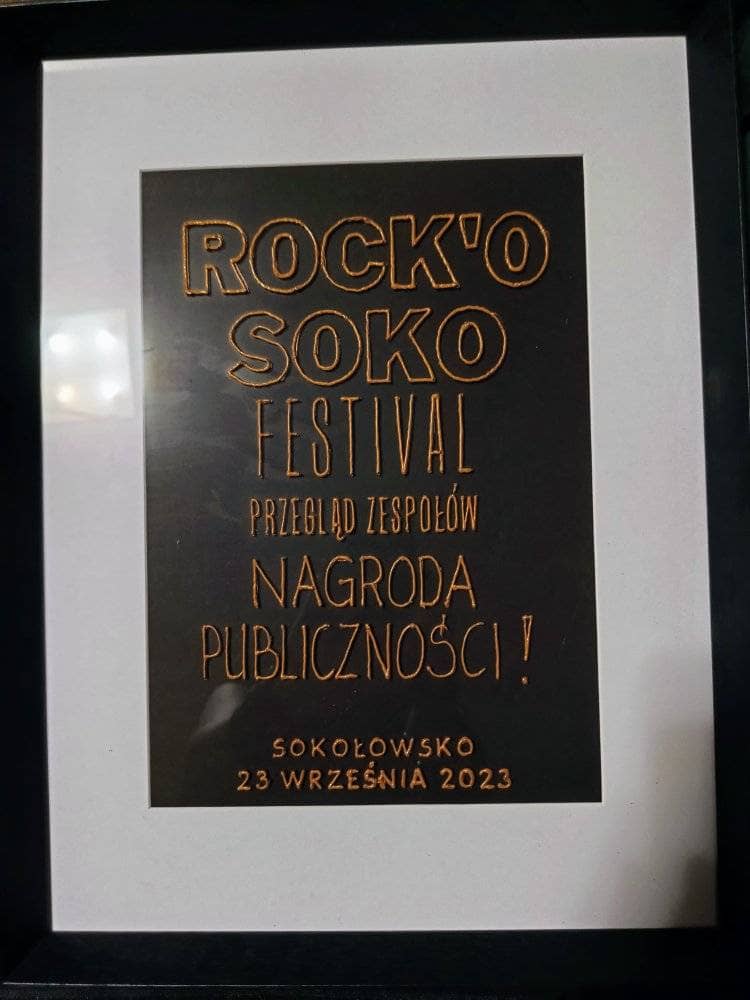 ROCK'O
SOKO
FESTIVAL
PRZEGLĄD ZESPOŁÓW
NAGRODA
PUBLICZNOŚCI!
SOKOŁOWSKO
23 WRZEŚNIA 2023